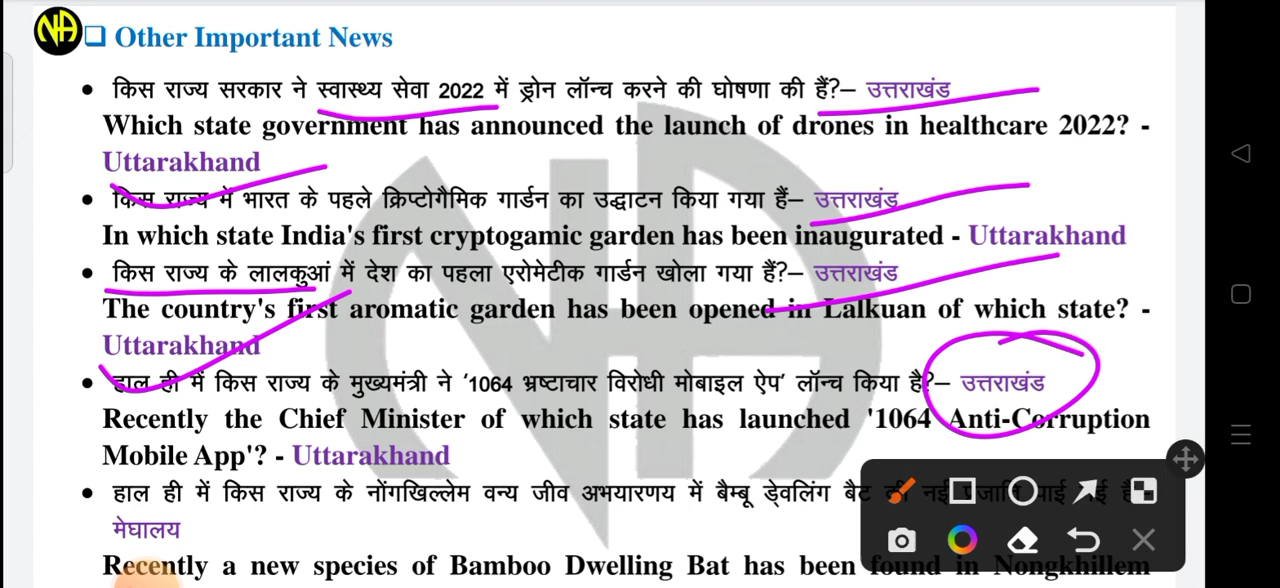 NA
Other Important News
किस राज्य सरकार ने स्वास्थ्य सेवा 2022 में ड्रोन लॉन्च करने की घोषणा की हैं?– उत्तराखंड
Which state government has announced the launch of drones in healthcare 2022? -
Uttarakhand
किस राज्य में भारत के पहले क्रिप्टोगैमिक गार्डन का उद्घाटन किया गया हैं– उत्तराखंड
In which state India's first cryptogamic garden has been inaugurated - Uttarakhand
किस राज्य के लालकुआं में देश का पहला एरोमेटीक गार्डन खोला गया हैं?– उत्तराखंड
The country's first aromatic garden has been opened in Lalkuan of which state? -
Uttarakhand
हाल ही में किस राज्य के मुख्यमंत्री ने ‘1064 भ्रष्टाचार विरोधी मोबाइल ऐप’ लॉन्च किया है?– उत्तराखंड
Recently the Chief Minister of which state has launched '1064 Anti-Corruption
Mobile App'? - Uttarakhand
हाल ही में किस राज्य के नोंगखिल्लेम वन्य जीव अभयारणय में बैम्बू ड्वेलिंग बैट
मेघालय
Recently a new species of Bamboo Dwelling Bat has been found in Nongkhillem